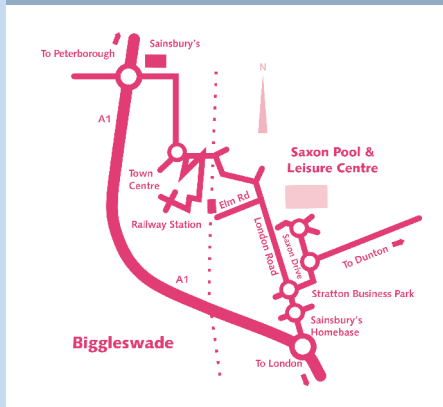 To Peterborough
Sainsbury's
N
A1
Saxon Pool &
Leisure Centre
Town
Centre
Elm Rd
Railway Station
London Road
Saxon Drive
To Dunton
A1
Stratton Business Park
Sainsbury's
Homebase
Biggleswade
To London